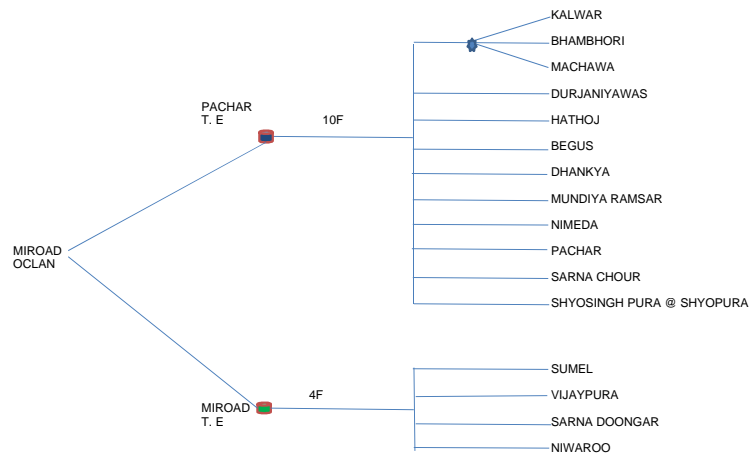 KALWAR
BHAMBHORI
MACHAWA
DURJANIYAWAS
PACHAR
T. E
10F
HATHOJ
BEGUS
DHANKYA
MUNDIYA RAMSAR
NIMEDA
MIROAD
OCLAN
PACHAR
SARNA CHOUR
SHYOSINGH PURA @ SHYOPURA
SUMEL
VIJAYPURA
MIROAD
T. E
4F
SARNA DOONGAR
NIWAROO